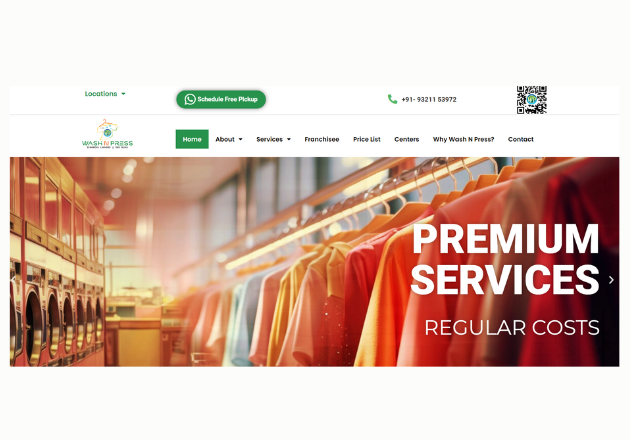 Locations
Schedule Free Pickup
+91- 93211 53972
WASH N PRESS
Home About Services Franchisee Price List Centers Why Wash N Press? Contact
PREMIUM
SERVICES
REGULAR COSTS